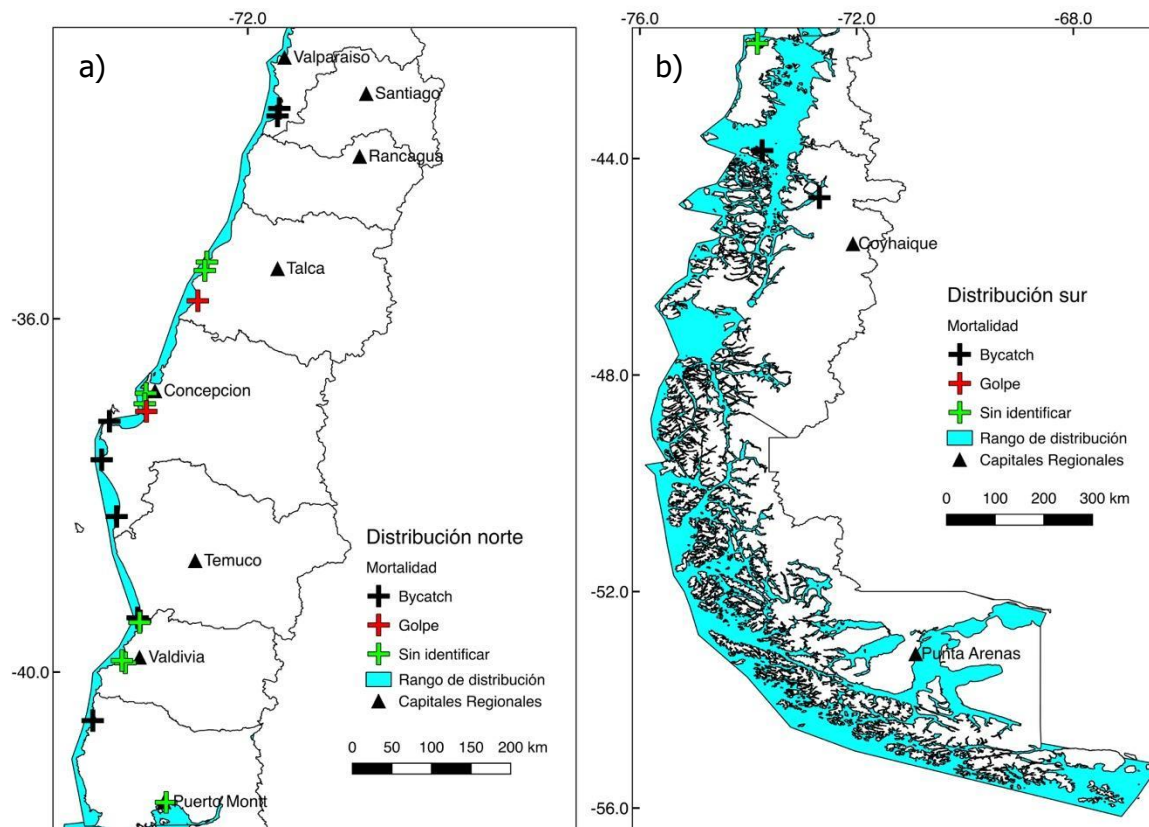 -72.0
a)
Valparaiso
Santiago
Rancagua
Talca
-36.0
Concepcion
Distribución norte
Mortalidad
Temuco
Bycatch
Golpe
Valdivia
Sin identificar
-40.0
Rango de distribución
Capitales Regionales
0 50 100 150 200 km
Puerto Montt
-76.0 -72.0 -68.0
b)
-44.0
Coyhaique
Distribución sur
Mortalidad
Bycatch
-48.0
Golpe
Sin identificar
Rango de distribución
Capitales Regionales
0 100 200 300 km
-52.0
Punta Arenas
-56.0